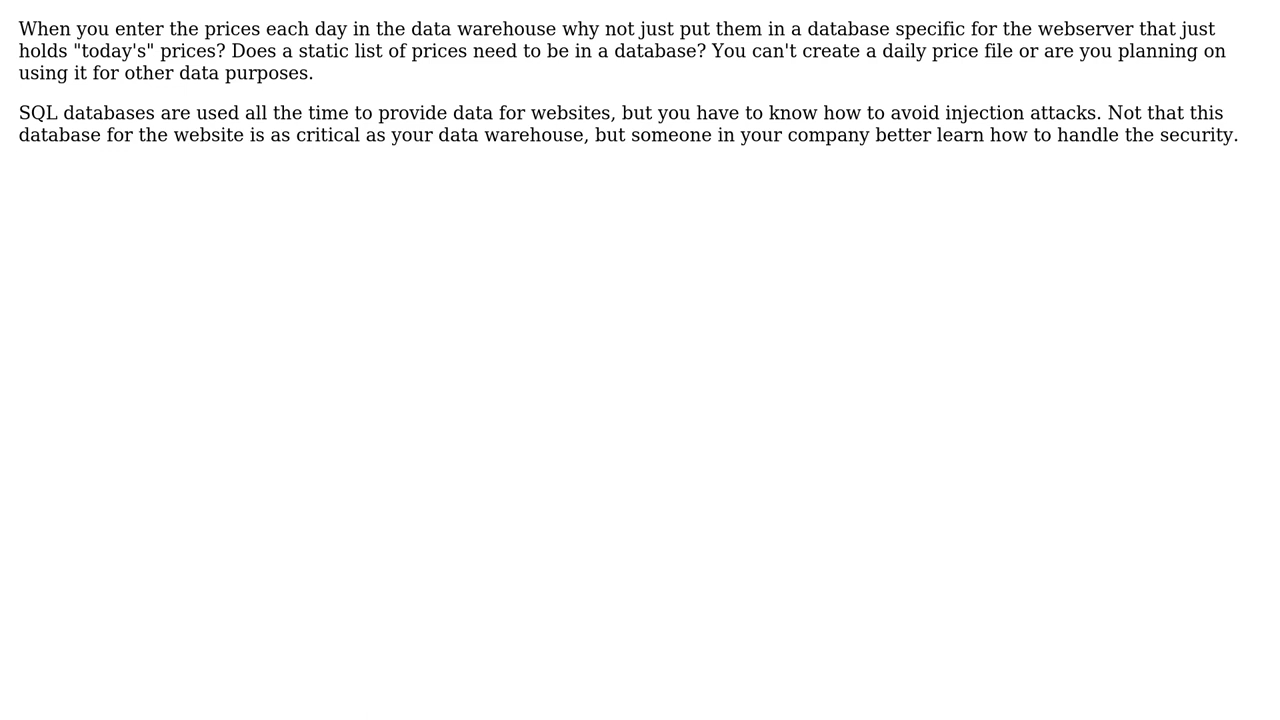 When you enter the prices each day in the data warehouse why not just put them in a database specific for the webserver that just
holds "today's" prices? Does a static list of prices need to be in a database? You can't create a daily price file or are you planning on
using it for other data purposes.
SQL databases are used all the time to provide data for websites, but you have to know how to avoid injection attacks. Not that this
database for the website is as critical as your data warehouse, but someone in your company better learn how to handle the security.